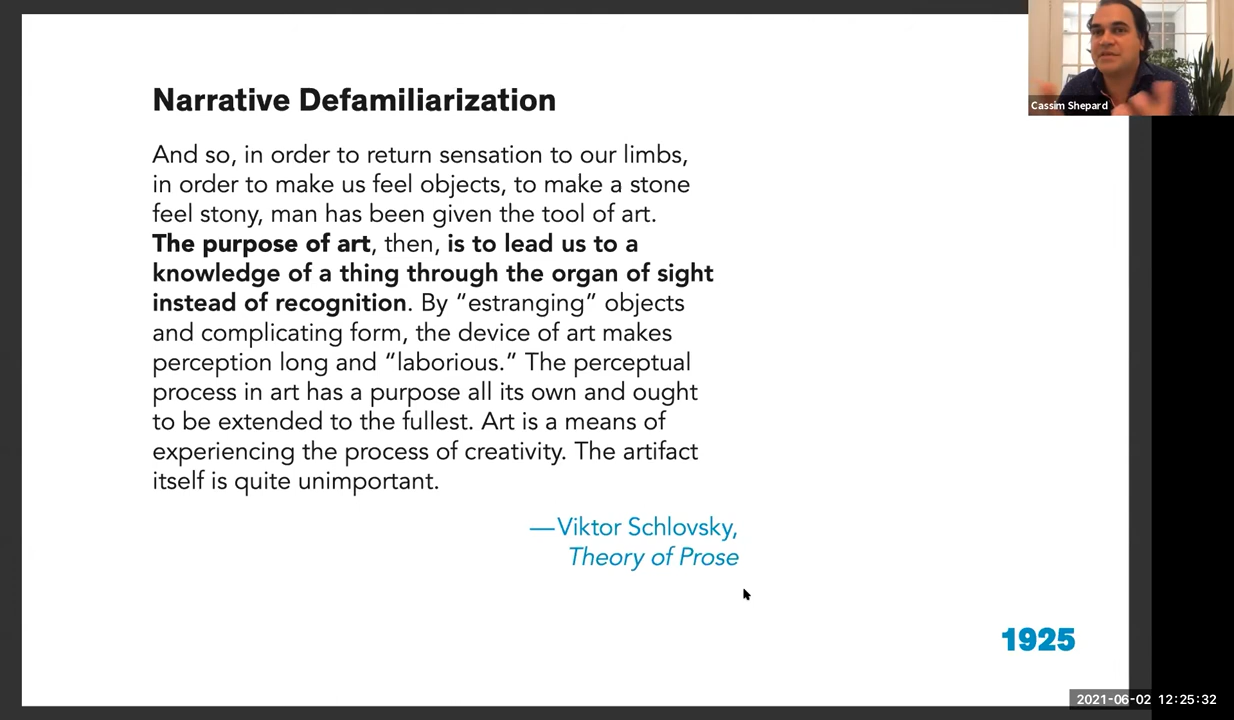 Narrative Defamiliarization
And so, in order to return sensation to our limbs,
in order to make us feel objects, to make a stone
feel stony, man has been given the tool of art.
The purpose of art, then, is to lead us to a
knowledge of a thing through the organ of sight
instead of recognition. By “estranging” objects
and complicating form, the device of art makes
perception long and “laborious.” The perceptual
process in art has a purpose all its own and ought
to be extended to the fullest. Art is a means of
experiencing the process of creativity. The artifact
itself is quite unimportant.
—Viktor Schlovsky,
Theory of Prose
1925
Cassim Shepard
2021-06-02 12:25:32